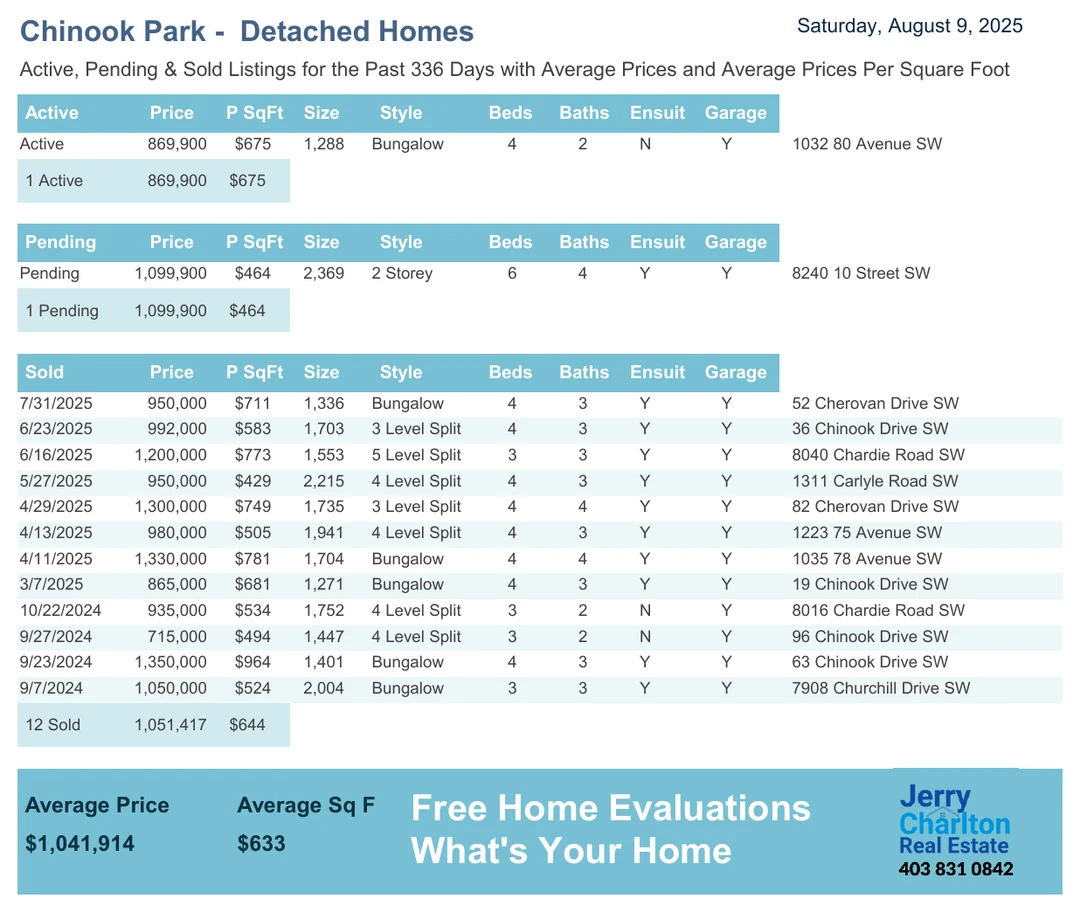 Chinook Park - Detached Homes
Saturday, August 9, 2025
Active, Pending & Sold Listings for the Past 336 Days with Average Prices and Average Prices Per Square Foot
Active Price P SqFt Size Style Beds Baths Ensuit Garage
Active 869,900 $675 1,288 Bungalow 4 2 N Y 1032 80 Avenue SW
1 Active 869,900 $675
Pending Price P SqFt Size Style Beds Baths Ensuit Garage
Pending 1,099,900 $464 2,369 2 Storey 6 4 Y Y 8240 10 Street SW
1 Pending 1,099,900 $464
Sold Price P SqFt Size Style Beds Baths Ensuit Garage
7/31/2025 950,000 $711 1,336 Bungalow 4 3 Y Y 52 Cherovan Drive SW
6/23/2025 992,000 $583 1,703 3 Level Split 4 3 Y Y 36 Chinook Drive SW
6/16/2025 1,200,000 $773 1,553 5 Level Split 3 3 Y Y 8040 Chardie Road SW
5/27/2025 950,000 $429 2,215 4 Level Split 4 3 Y Y 1311 Carlyle Road SW
4/29/2025 1,300,000 $749 1,735 3 Level Split 4 4 Y Y 82 Cherovan Drive SW
4/13/2025 980,000 $505 1,941 4 Level Split 4 3 Y Y 1223 75 Avenue SW
4/11/2025 1,330,000 $781 1,704 Bungalow 4 4 Y Y 1035 78 Avenue SW
3/7/2025 865,000 $681 1,271 Bungalow 4 3 Y Y 19 Chinook Drive SW
10/22/2024 935,000 $534 1,752 4 Level Split 3 2 N Y 8016 Chardie Road SW
9/27/2024 715,000 $494 1,447 4 Level Split 3 2 N Y 96 Chinook Drive SW
9/23/2024 1,350,000 $964 1,401 Bungalow 4 3 Y Y 63 Chinook Drive SW
9/7/2024 1,050,000 $524 2,004 Bungalow 3 3 Y Y 7908 Churchill Drive SW
12 Sold 1,051,417 $644
Average Price Average Sq F
$1,041,914 $633
Free Home Evaluations
What's Your Home
Jerry
Charlton
Real Estate
403 831 0842